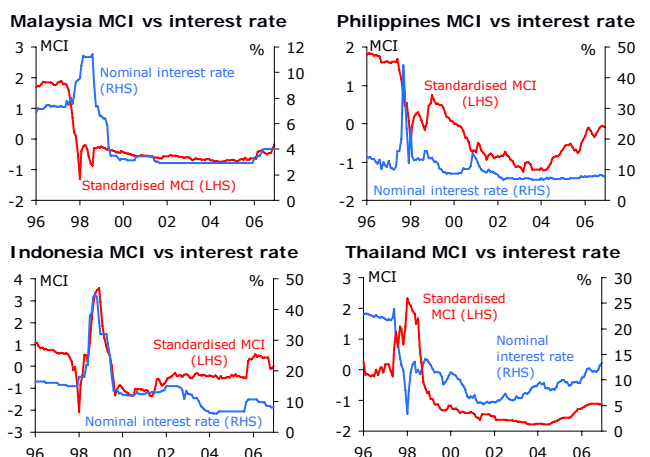 Malaysia MCI vs interest rate
MCI
%
3
2
1
0
-1
-2
12
10
8
6
4
2
0
Nominal interest rate
(RHS)
Standardised MCI (LHS)
96 98 00 02 04 06
Philippines MCI vs interest rate
MCI
%
2
1
0
-1
-2
50
40
30
20
10
0
Standardised MCI
(LHS)
Nominal interest rate (RHS)
96 98 00 02 04 06
Indonesia MCI vs interest rate
MCI
%
4
3
2
1
0
-1
-2
-3
50
40
30
20
10
0
Standardised MCI
(LHS)
Nominal interest rate (RHS)
96 98 00 02 04 06
Thailand MCI vs interest rate
MCI
%
3
2
1
0
-1
-2
30
25
20
15
10
5
0
Standardised
MCI (LHS)
Nominal
interest rate
(RHS)
96 98 00 02 04 06